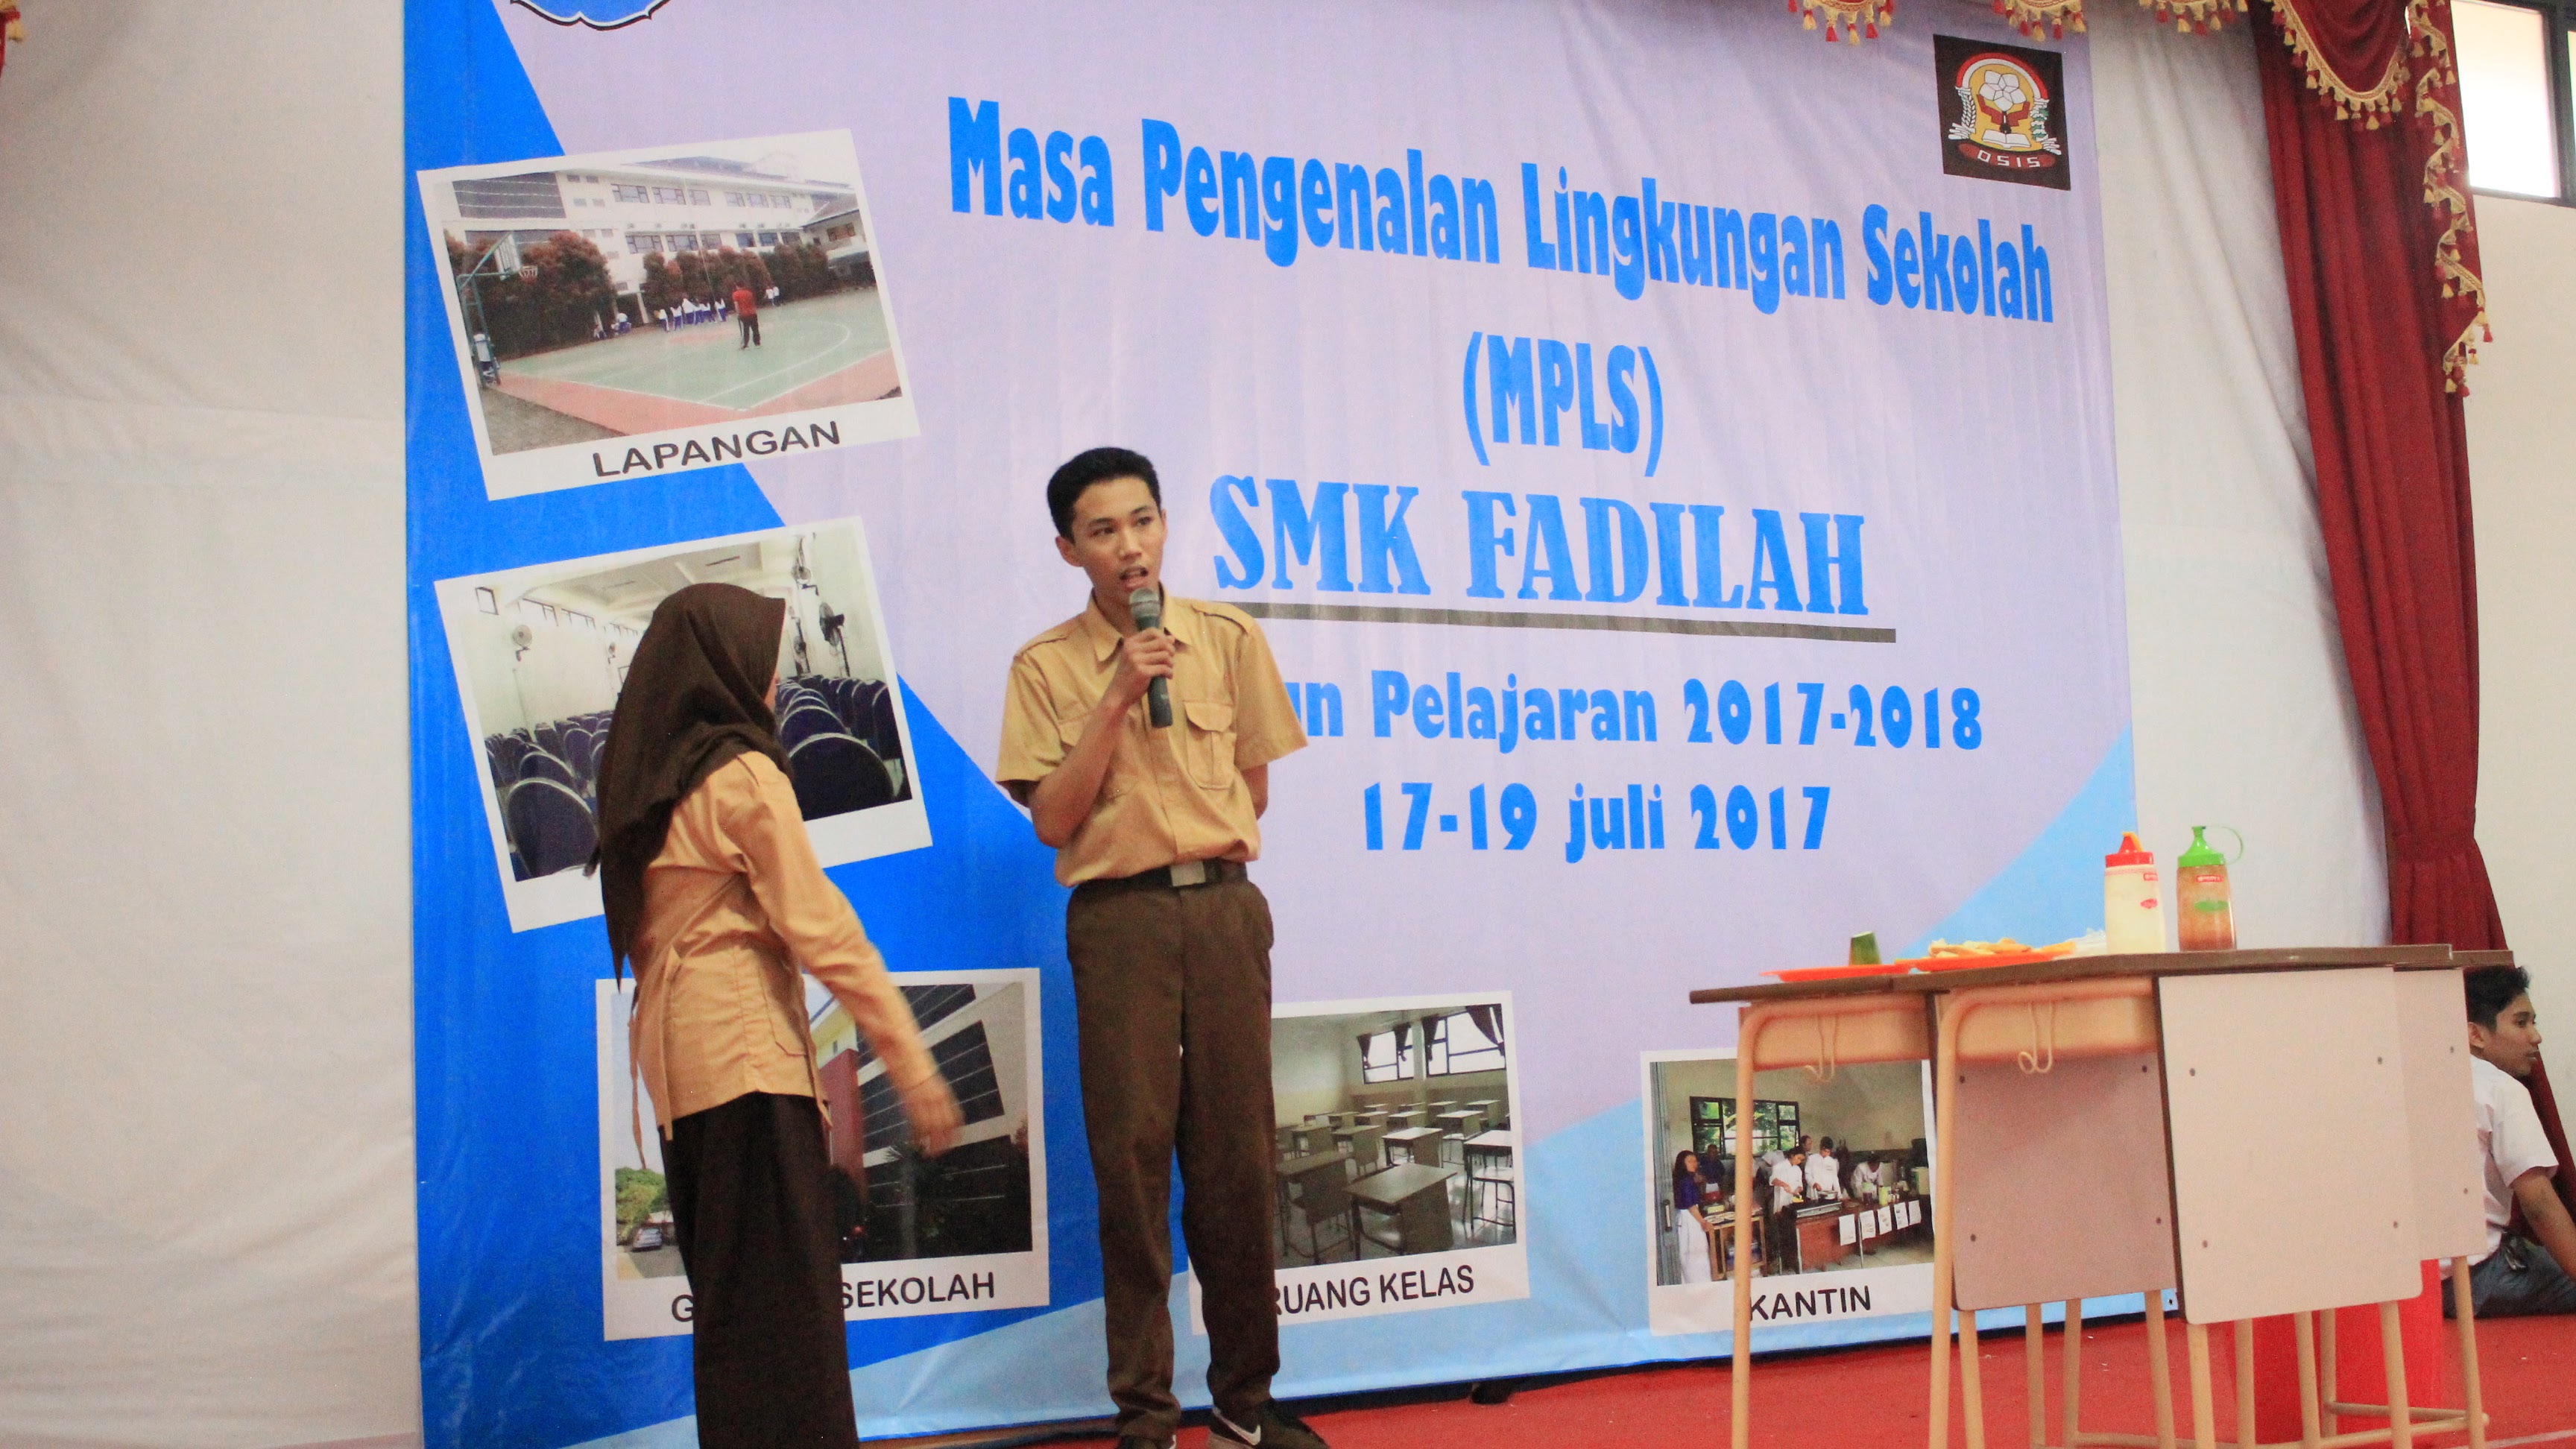 OSIS
Masa Pengenalan Lingkungan Sekolah
(MPLS)
SMK FADILAH
Pelajaran 2017-2018
17-19 juli 2017
LAPANGAN
SEKOLAH
RUANG KELAS
KANTIN